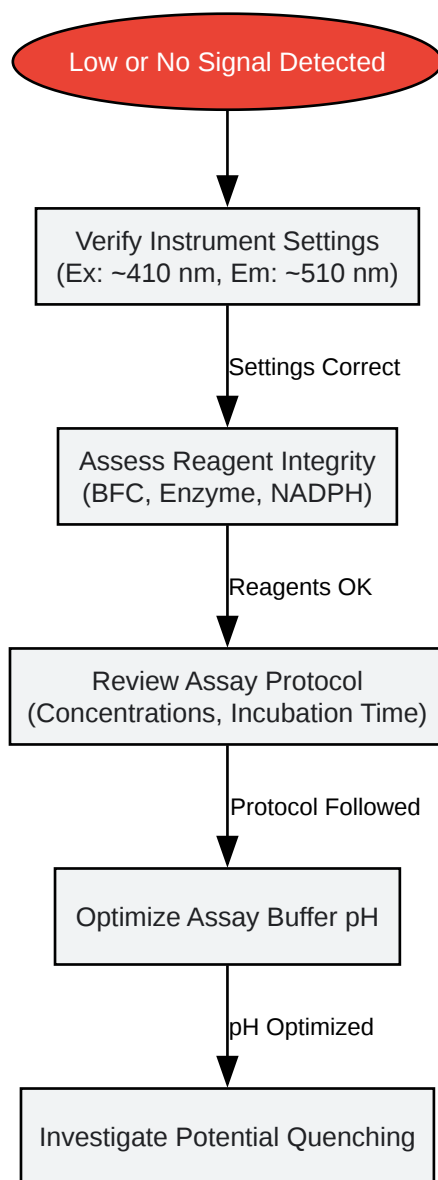 Low or No Signal Detected
Verify Instrument Settings
(Ex: ~410 nm, Em: ~510 nm)
Settings Correct
Assess Reagent Integrity
(BFC, Enzyme, NADPH)
Reagents OK
Review Assay Protocol
(Concentrations, Incubation Time)
Protocol Followed
Optimize Assay Buffer pH
pH Optimized
Investigate Potential Quenching